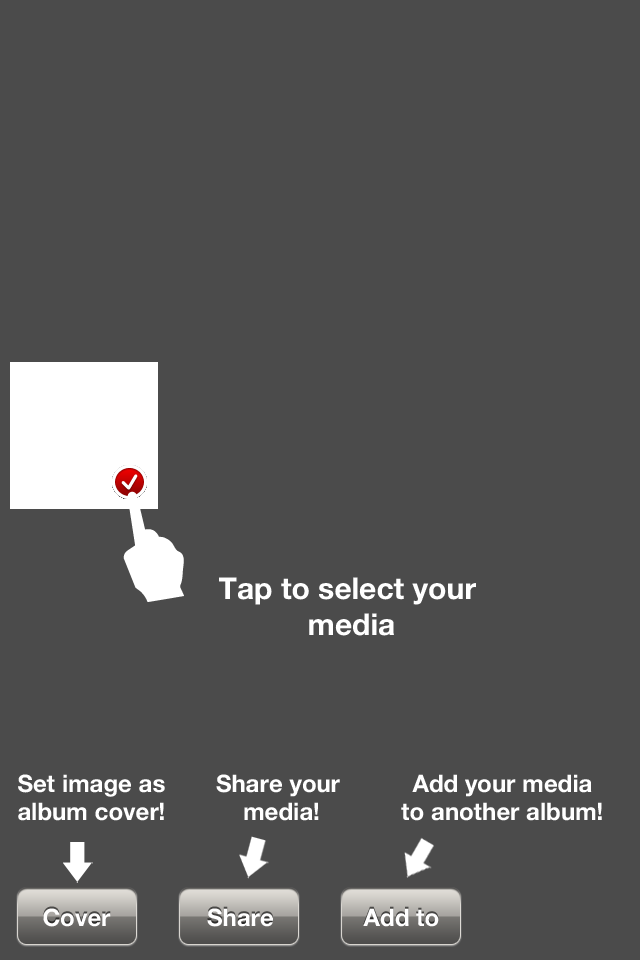 Tap to select your
media
Set image as
album cover!
Share your
media!
Add your media
to another album!
Cover
Share
Add to